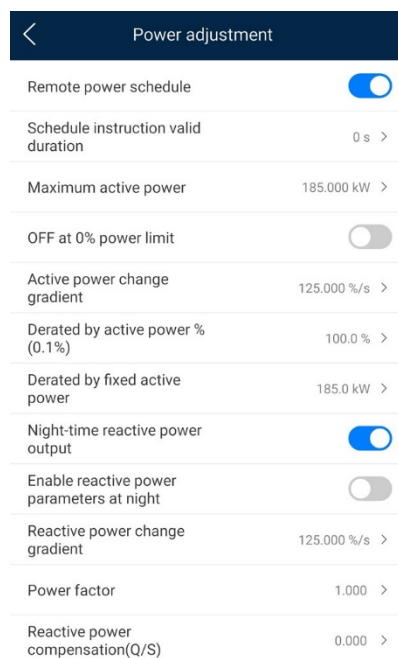 Power adjustment
Remote power schedule
Schedule instruction valid
duration
0 s
Maximum active power
185.000 kW
OFF at 0% power limit
Active power change
gradient
125.000 %/s
Derated by active power %
(0.1%)
100.0 %
Derated by fixed active
power
185.0 kW
Night-time reactive power
output
Enable reactive power
parameters at night
Reactive power change
gradient
125.000 %/s
Power factor
1.000
Reactive power
compensation(Q/S)
0.000